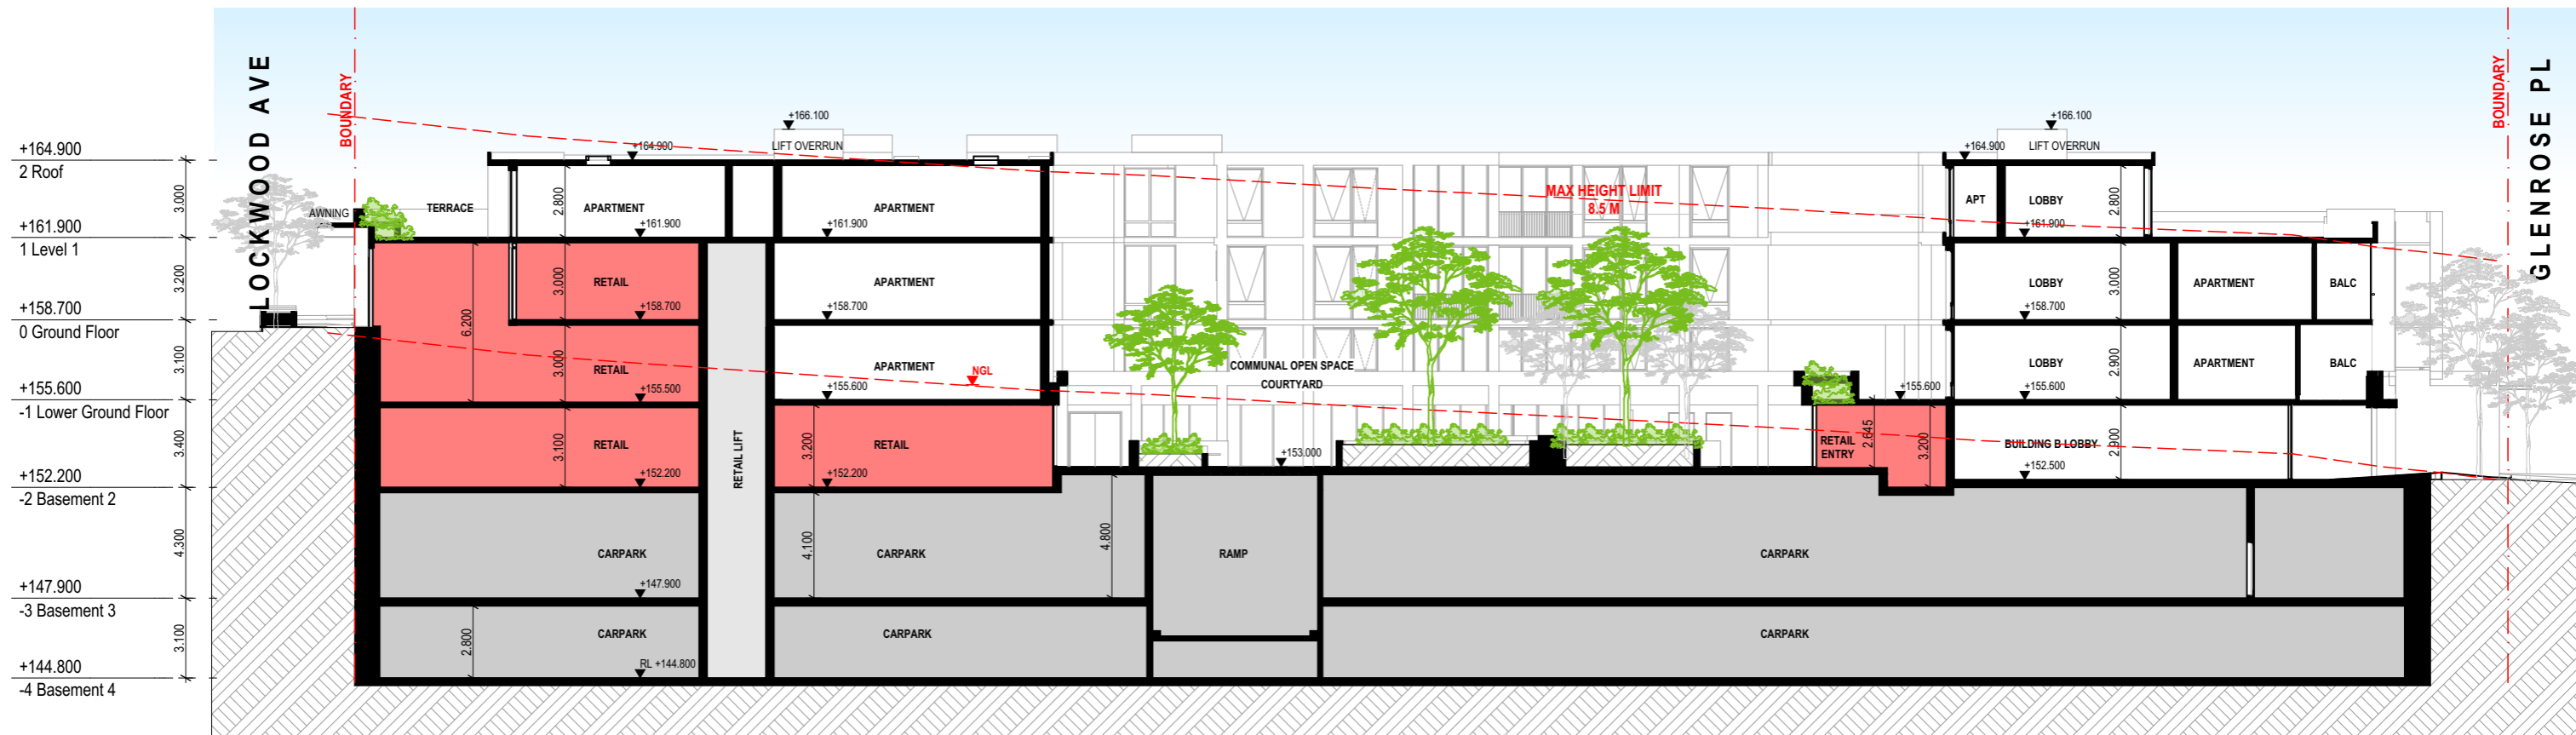 LOCKWOOD AVE
BOUNDARY
BOUNDARY
GLENROSE PL
+166.100
LIFT OVERRUN
+166.100
LIFT OVERRUN
+164.900
2 Roof
+164.900
+164.900
3.000
AWNING
TERRACE
2.800
APARTMENT
+161.900
APARTMENT
+161.900
MAX HEIGHT LIMIT
8.5 M
APT
LOBBY
2.800
+161.900
+161.900
1 Level 1
3.200
6.200
3.000
RETAIL
+158.700
APARTMENT
+158.700
LOBBY
+158.700
3.000
APARTMENT
BALC
+158.700
0 Ground Floor
3.100
3.000
RETAIL
+155.500
APARTMENT
+155.600
NGL
COMMUNAL OPEN SPACE
COURTYARD
+155.600
LOBBY
+155.600
2.900
APARTMENT
BALC
+155.600
-1 Lower Ground Floor
3.400
3.100
RETAIL
+152.200
RETAIL LIFT
3.200
RETAIL
+152.200
+153.000
RETAIL
ENTRY
2.645
3.200
BUILDING B LOBBY
+152.500
2.900
+152.200
-2 Basement 2
4.300
CARPARK
+147.900
4.100
CARPARK
4.800
RAMP
CARPARK
+147.900
-3 Basement 3
3.100
2.800
CARPARK
RL +144.800
CARPARK
CARPARK
+144.800
-4 Basement 4